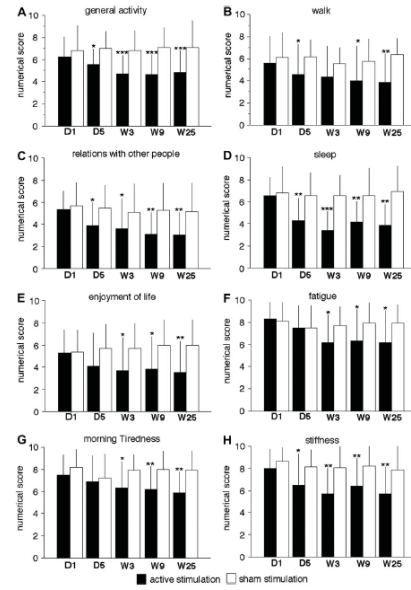 A general activity
numerical score
10
8
6
4
2
0
* *** *** ***
D1 D5 W3 W9 W25
B walk
numerical score
10
8
6
4
2
0
* * **
D1 D5 W3 W9 W25
C relations with other people
numerical score
10
8
6
4
2
0
* * ** **
D1 D5 W3 W9 W25
D sleep
numerical score
10
8
6
4
2
0
** *** ** **
D1 D5 W3 W9 W25
E enjoyment of life
numerical score
10
8
6
4
2
0
* * **
D1 D5 W3 W9 W25
F fatigue
numerical score
10
8
6
4
2
0
* * *
D1 D5 W3 W9 W25
G morning Tiredness
numerical score
10
8
6
4
2
0
* ** **
D1 D5 W3 W9 W25
H stiffness
numerical score
10
8
6
4
2
0
* ** ** **
D1 D5 W3 W9 W25
active stimulation sham stimulation